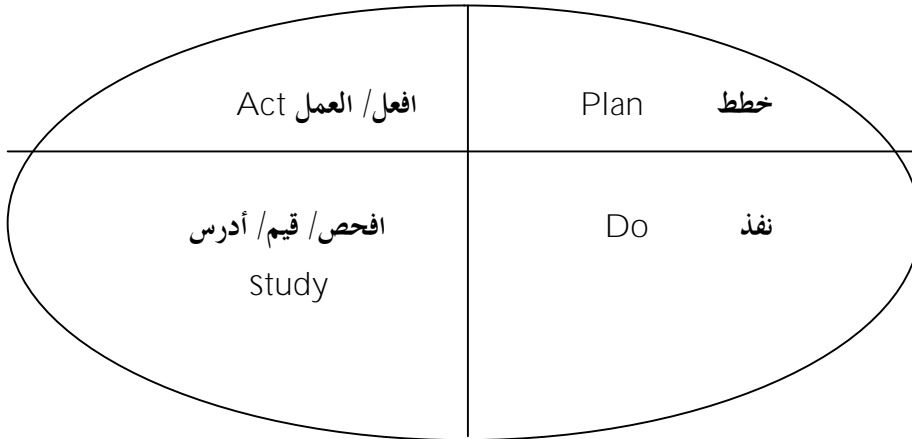 خطط Plan
افعل/ العمل Act
نفذ Do
افحص/ قيم/ أدرس
study